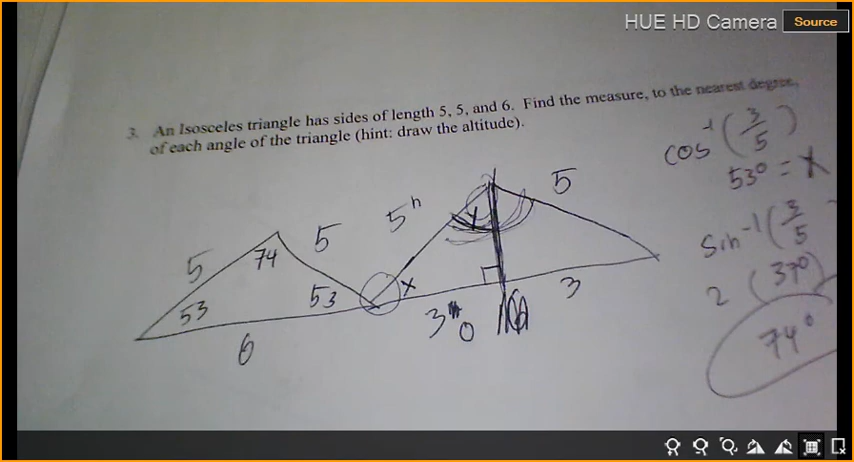 HUE HD Camera
Source
3. An Isosceles triangle has sides of length 5, 5, and 6. Find the measure, to the nearest degree,
of each angle of the triangle (hint: draw the altitude).
cos⁻¹(3/5)
53° = x
sin⁻¹(3/5
2 (37°)
74°
5 h
5
5
5
74
53
53
x
y
6
3
0
3